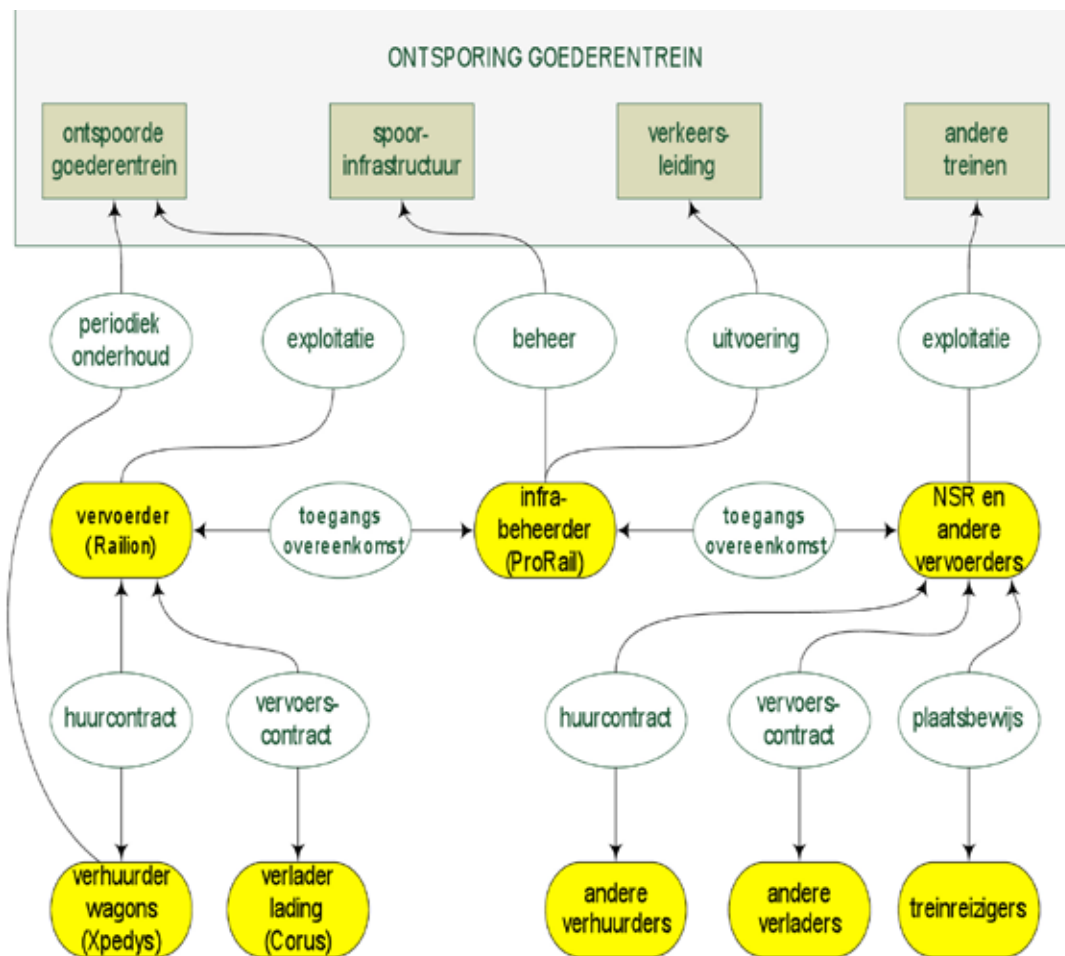 ONTSPORING GOEDERENTREIN
ontspoorde
goederentrein
spoor-
infrastructuur
verkeers-
leiding
andere
treinen
periodiek
onderhoud
exploitatie
beheer
uitvoering
exploitatie
vervoerder
(Railion)
toegangs
overeenkomst
infra-
beheerder
(ProRail)
toegangs
overeenkomst
NSR en
andere
vervoerders
huurcontract
vervoers-
contract
huurcontract
vervoers-
contract
plaatsbewijs
verhuurder
wagons
(Xpedys)
verlader
lading
(Corus)
andere
verhuurders
andere
verladers
treinreizigers